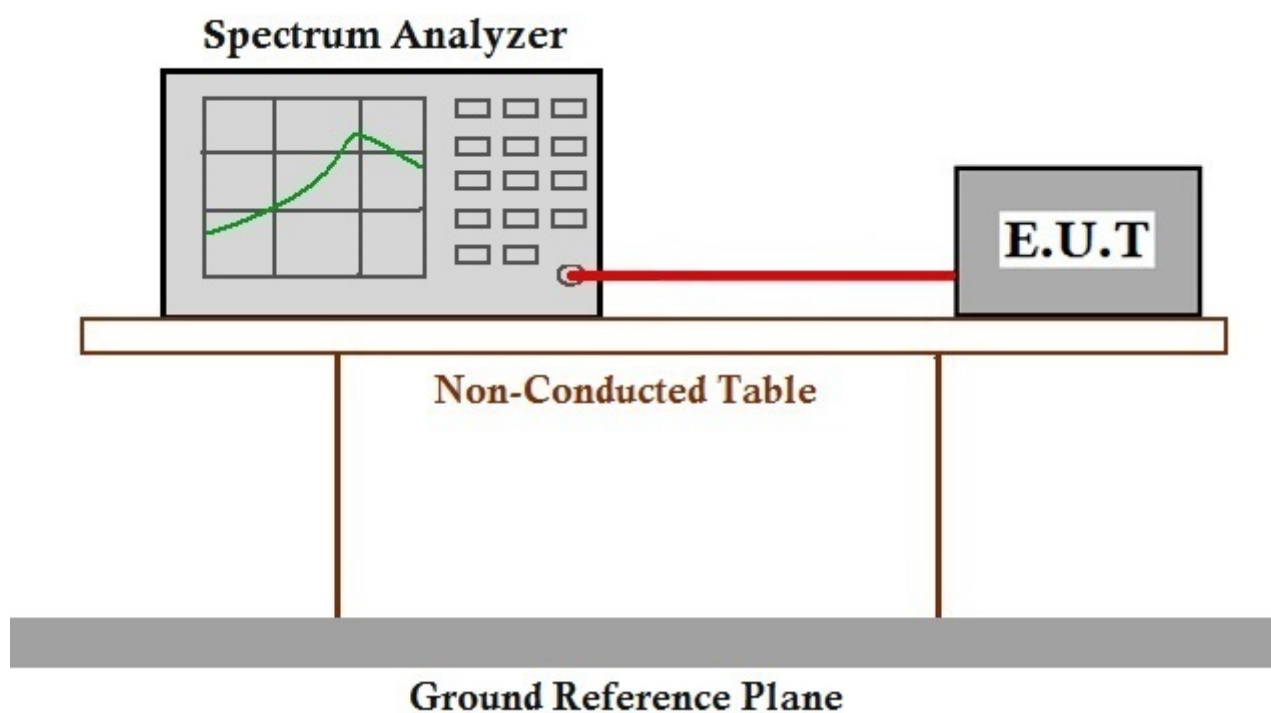 Spectrum Analyzer
E.U.T
Non-Conducted Table
Ground Reference Plane